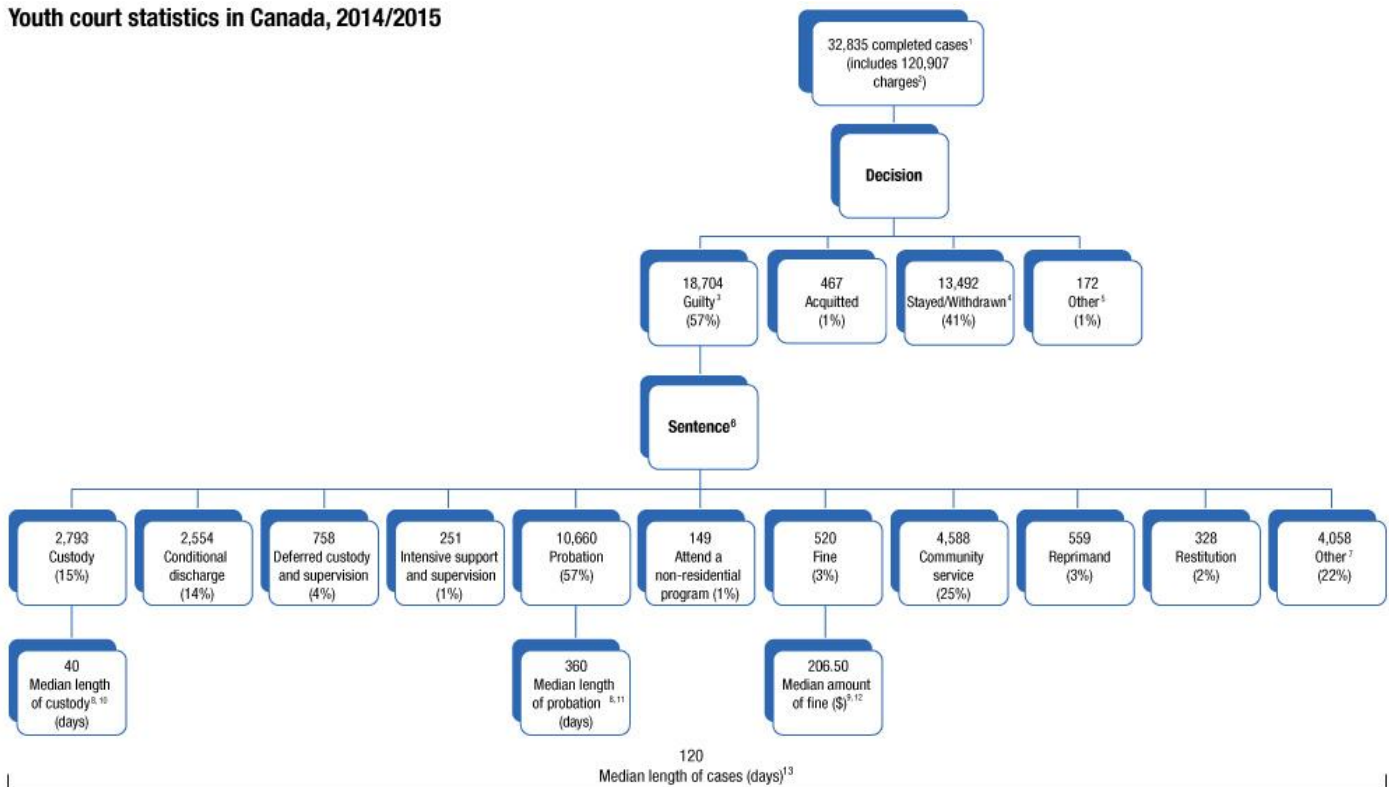 Youth court statistics in Canada, 2014/2015
32,835 completed cases¹
(includes 120,907
charges²)
Decision
18,704
Guilty³
(57%)
467
Acquitted
(1%)
13,492
Stayed/Withdrawn⁴
(41%)
172
Other⁵
(1%)
Sentence⁶
2,793
Custody
(15%)
2,554
Conditional
discharge
(14%)
758
Deferred custody
and supervision
(4%)
251
Intensive support
and supervision
(1%)
10,660
Probation
(57%)
149
Attend a
non-residential
program (1%)
520
Fine
(3%)
4,588
Community
service
(25%)
559
Reprimand
(3%)
328
Restitution
(2%)
4,058
Other⁷
(22%)
40
Median length
of custody⁸, ¹⁰
(days)
360
Median length
of probation ⁸, ¹¹
(days)
206.50
Median amount
of fine ($)⁹, ¹²
120
Median length of cases (days)¹³